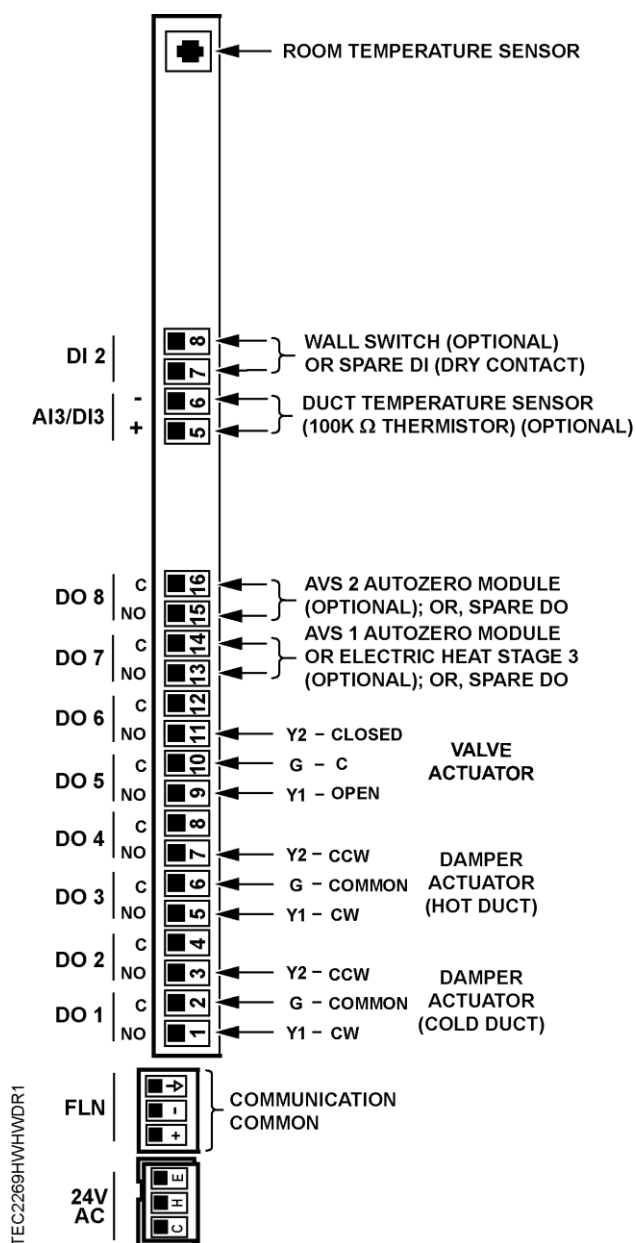 ROOM TEMPERATURE SENSOR
DI 2
8
7
WALL SWITCH (OPTIONAL)
OR SPARE DI (DRY CONTACT)
AI3/DI3
-
+
6
5
DUCT TEMPERATURE SENSOR
(100K Ω THERMISTOR) (OPTIONAL)
DO 8
C
NO
16
15
AVS 2 AUTOZERO MODULE
(OPTIONAL); OR, SPARE DO
DO 7
C
NO
14
13
AVS 1 AUTOZERO MODULE
OR ELECTRIC HEAT STAGE 3
(OPTIONAL); OR, SPARE DO
DO 6
C
NO
12
11
Y2 – CLOSED
DO 5
C
NO
10
9
G – C
Y1 – OPEN
VALVE
ACTUATOR
DO 4
C
NO
8
7
Y2 – CCW
DO 3
C
NO
6
5
G – COMMON
Y1 – CW
DAMPER
ACTUATOR
(HOT DUCT)
DO 2
C
NO
4
3
Y2 – CCW
DO 1
C
NO
2
1
G – COMMON
Y1 – CW
DAMPER
ACTUATOR
(COLD DUCT)
FLN
-
+
COMMUNICATION
COMMON
24V
AC
E
H
C
TEC2269HWHWDR1